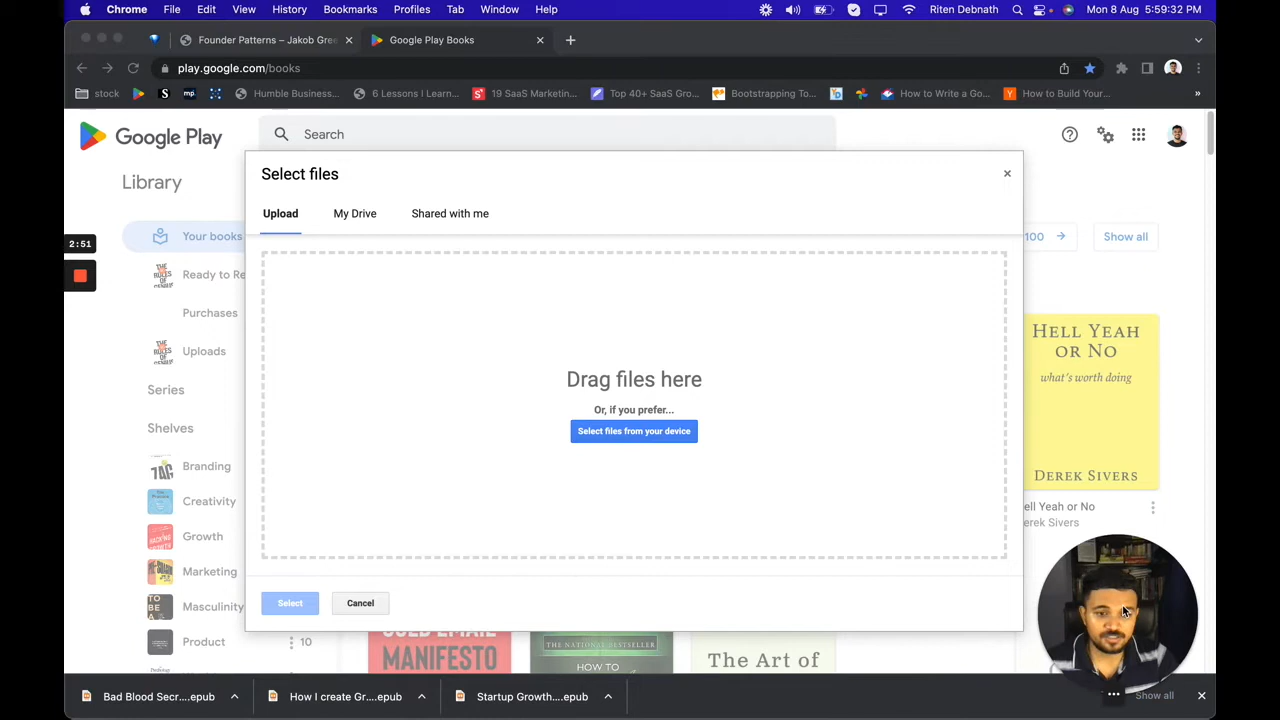 Chrome File Edit View History Bookmarks Profiles Tab Window Help Riten Debnath Mon 8 Aug 5:59:32 PM
Founder Patterns – Jakob Gree
Google Play Books
play.google.com/books
stock
S
mp.
Humble Business...
6 Lessons I Learn...
19 SaaS Marketin...
Top 40+ SaaS Gro...
Bootstrapping To...
How to Write a Go...
How to Build Your...
»
Google Play
Search
Library
Select files
Upload
My Drive
Shared with me
Your books
100
Show all
2:51
Ready to Re
Purchases
Uploads
Series
Shelves
Branding
Creativity
Growth
Marketing
Masculinity
Product
10
Drag files here
Or, if you prefer...
Select files from your device
Select
Cancel
HELL YEAH
OR NO
what's worth doing
DEREK SIVERS
ell Yeah or No
erek Sivers
COLD EMAIL
MANIFESTO
THE NATIONAL BESTSELLER
HOW TO
The Art of
Bad Blood Secr....epub
How I create Gr....epub
Startup Growth....epub
Show all